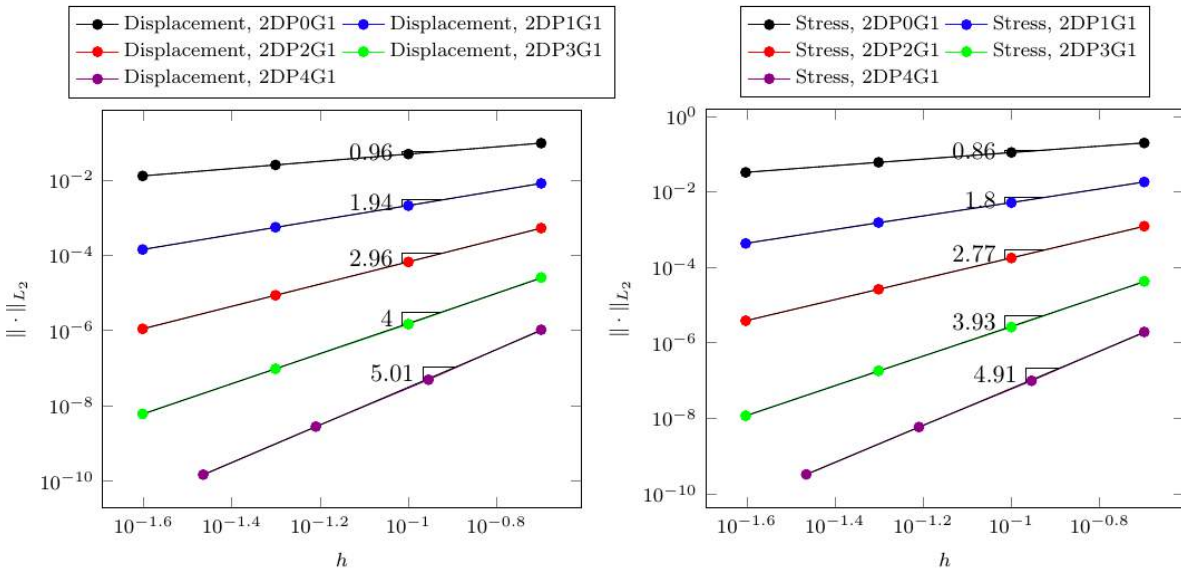 Displacement, 2DP0G1 Displacement, 2DP1G1
Displacement, 2DP2G1 Displacement, 2DP3G1
Displacement, 2DP4G1
10^{-2}
10^{-4}
10^{-6}
10^{-8}
10^{-10}
‖ · ‖_{L_2}
0.96
1.94
2.96
4
5.01
10^{-1.6} 10^{-1.4} 10^{-1.2} 10^{-1} 10^{-0.8}
h
Stress, 2DP0G1 Stress, 2DP1G1
Stress, 2DP2G1 Stress, 2DP3G1
Stress, 2DP4G1
10^{0}
10^{-2}
10^{-4}
10^{-6}
10^{-8}
10^{-10}
‖ · ‖_{L_2}
0.86
1.8
2.77
3.93
4.91
10^{-1.6} 10^{-1.4} 10^{-1.2} 10^{-1} 10^{-0.8}
h